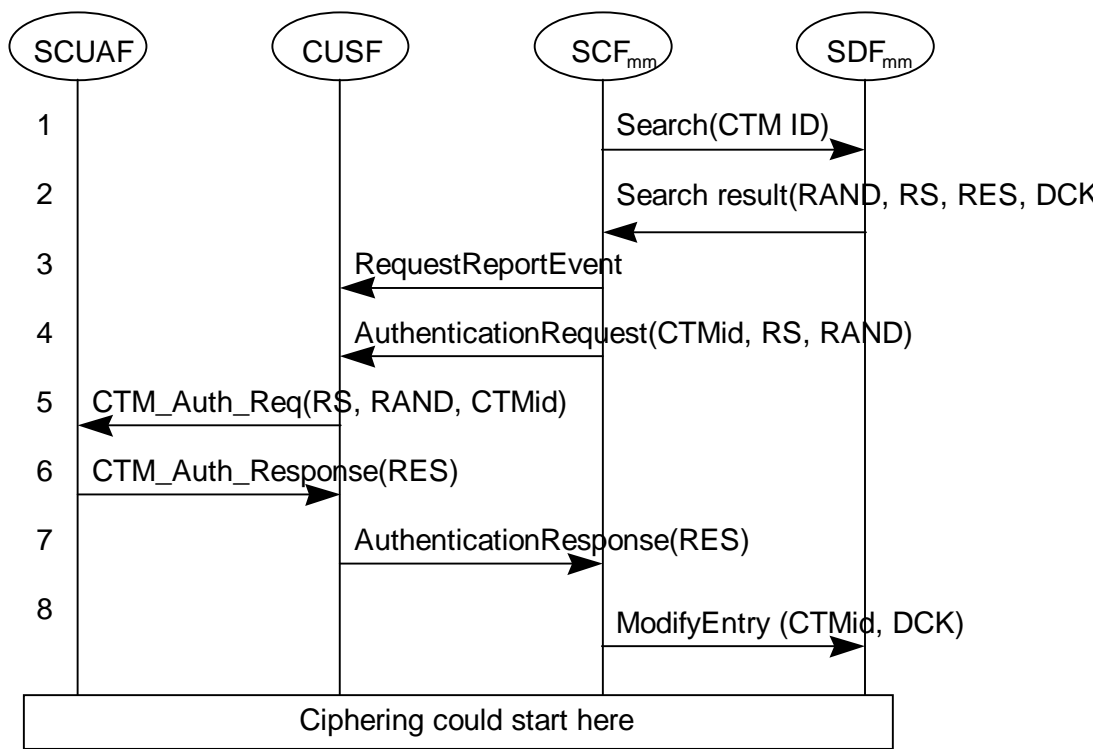 SCUAF CUSF SCFmm SDFmm
1 Search(CTM ID)
2 Search result(RAND, RS, RES, DCK
3 RequestReportEvent
4 AuthenticationRequest(CTMid, RS, RAND)
5 CTM_Auth_Req(RS, RAND, CTMid)
6 CTM_Auth_Response(RES)
7 AuthenticationResponse(RES)
8 ModifyEntry (CTMid, DCK)
Ciphering could start here